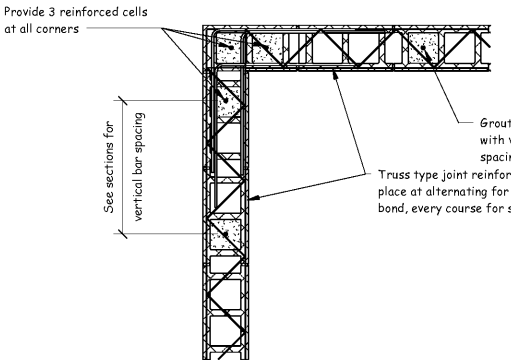 Provide 3 reinforced cells
at all corners
See sections for
vertical bar spacing
Grout
with
Truss type joint reinfor
place at alternating for
bond, every course for s